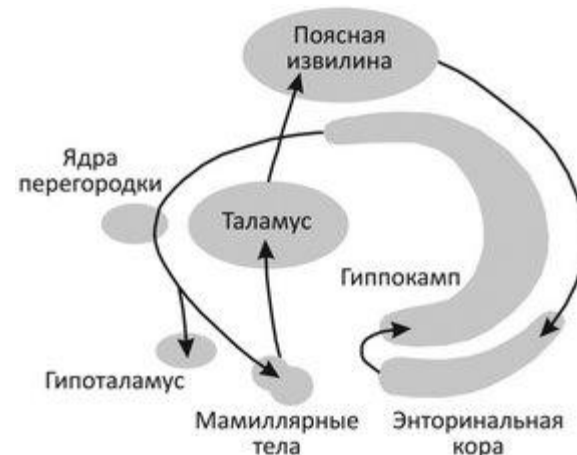 Поясная
извилина
Ядра
перегородки
Таламус
Гиппокамп
Гипоталамус
Мамиллярные
тела
Энторинальная
кора